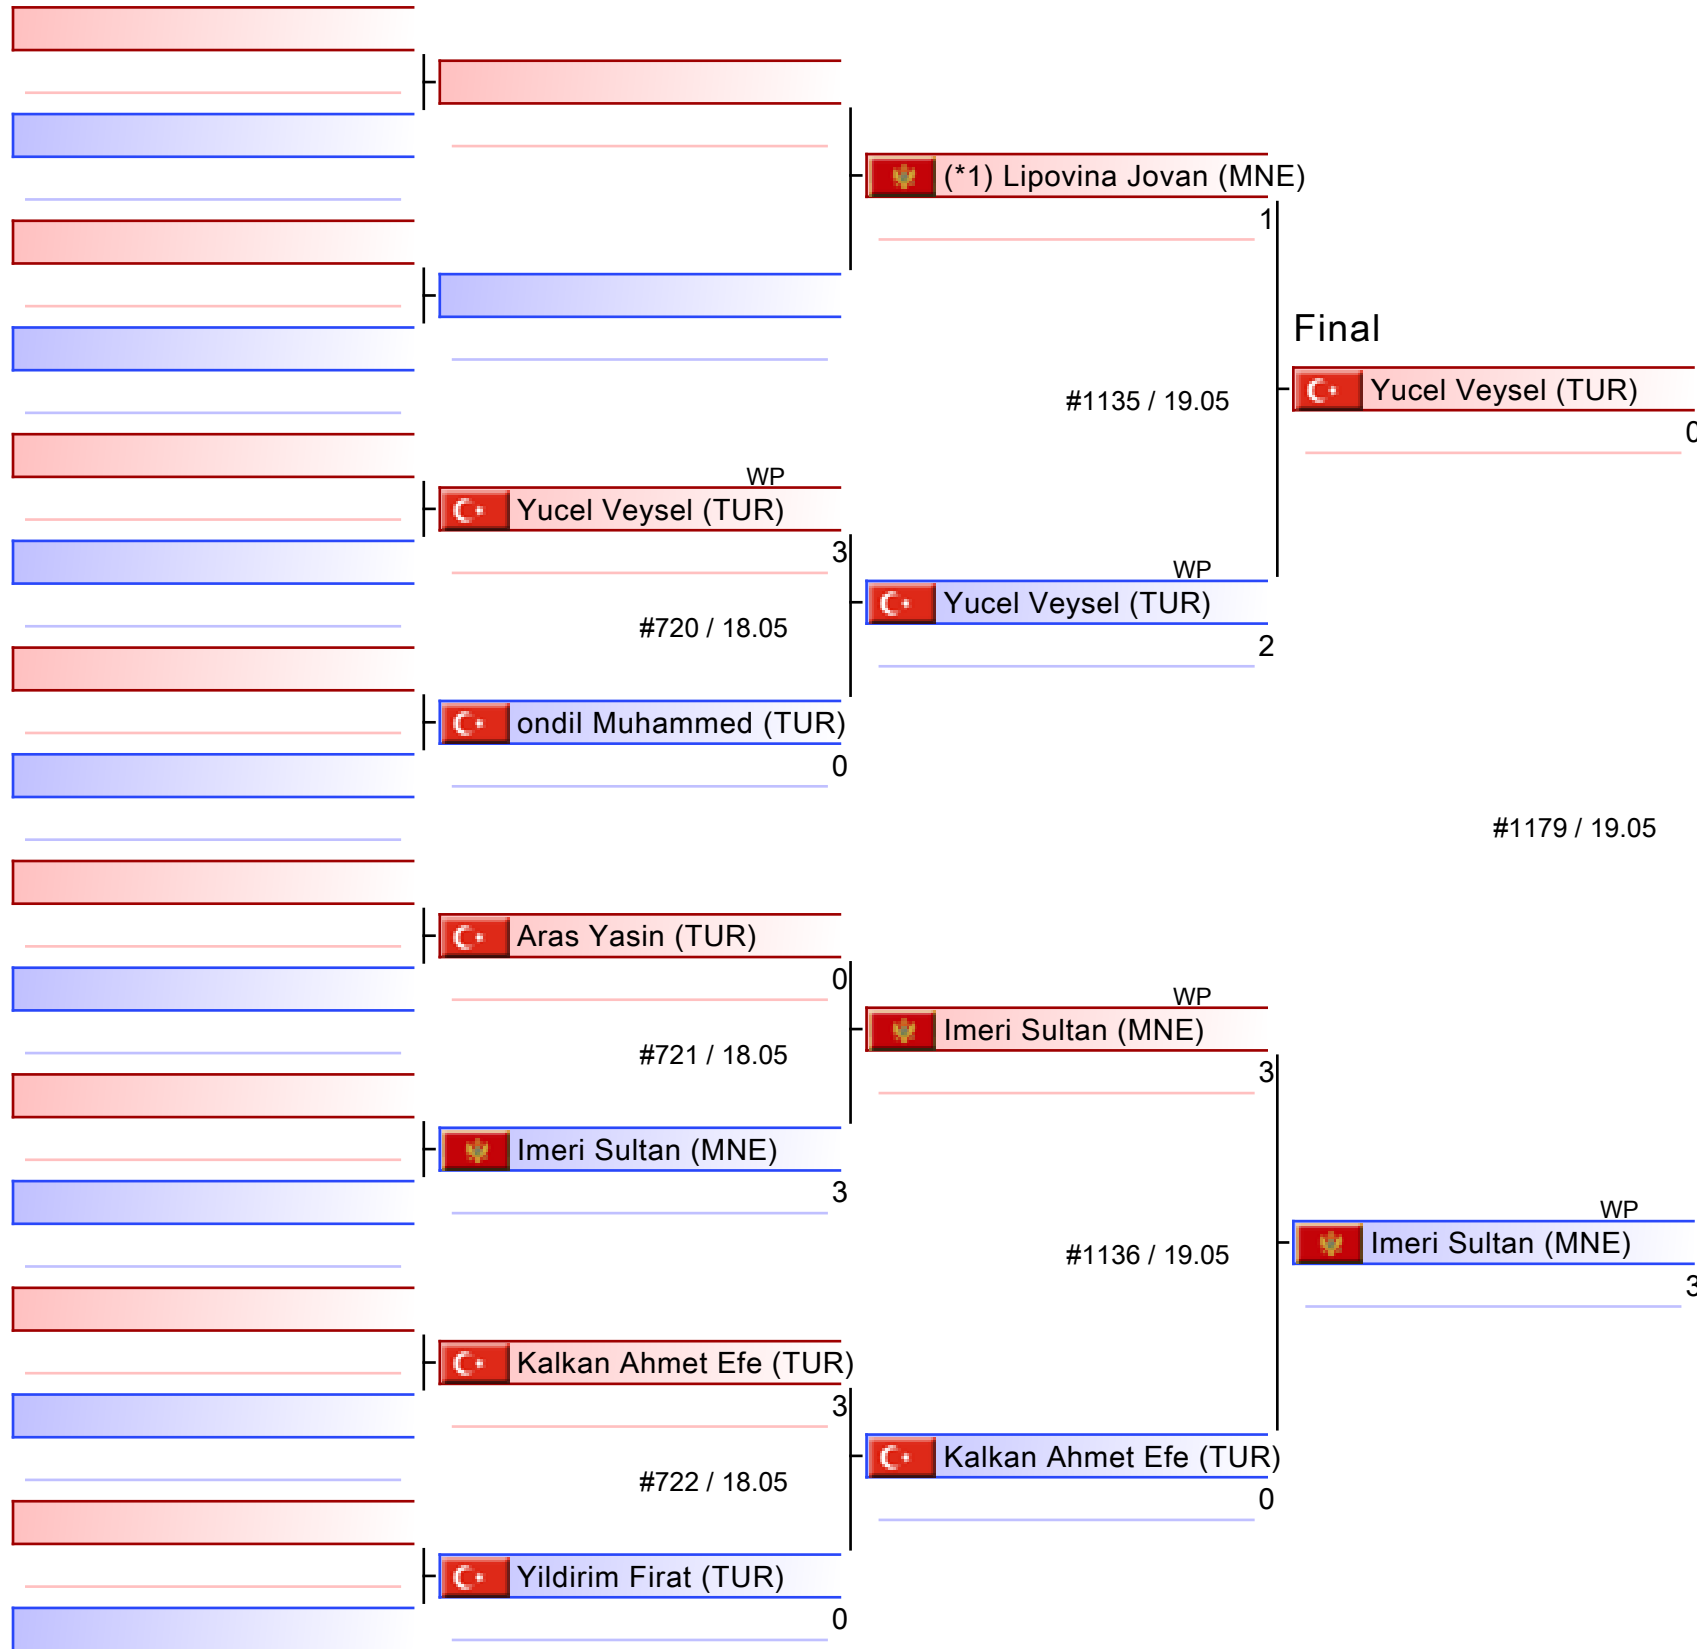 (*1) Lipovina Jovan (MNE)
1
Final
#1135 / 19.05
Yucel Veysel (TUR)
0
WP
Yucel Veysel (TUR)
3
WP
Yucel Veysel (TUR)
2
#720 / 18.05
ondil Muhammed (TUR)
0
#1179 / 19.05
Aras Yasin (TUR)
0
WP
Imeri Sultan (MNE)
3
#721 / 18.05
Imeri Sultan (MNE)
3
#1136 / 19.05
WP
Imeri Sultan (MNE)
3
Kalkan Ahmet Efe (TUR)
3
Kalkan Ahmet Efe (TUR)
0
#722 / 18.05
Yildirim Firat (TUR)
0